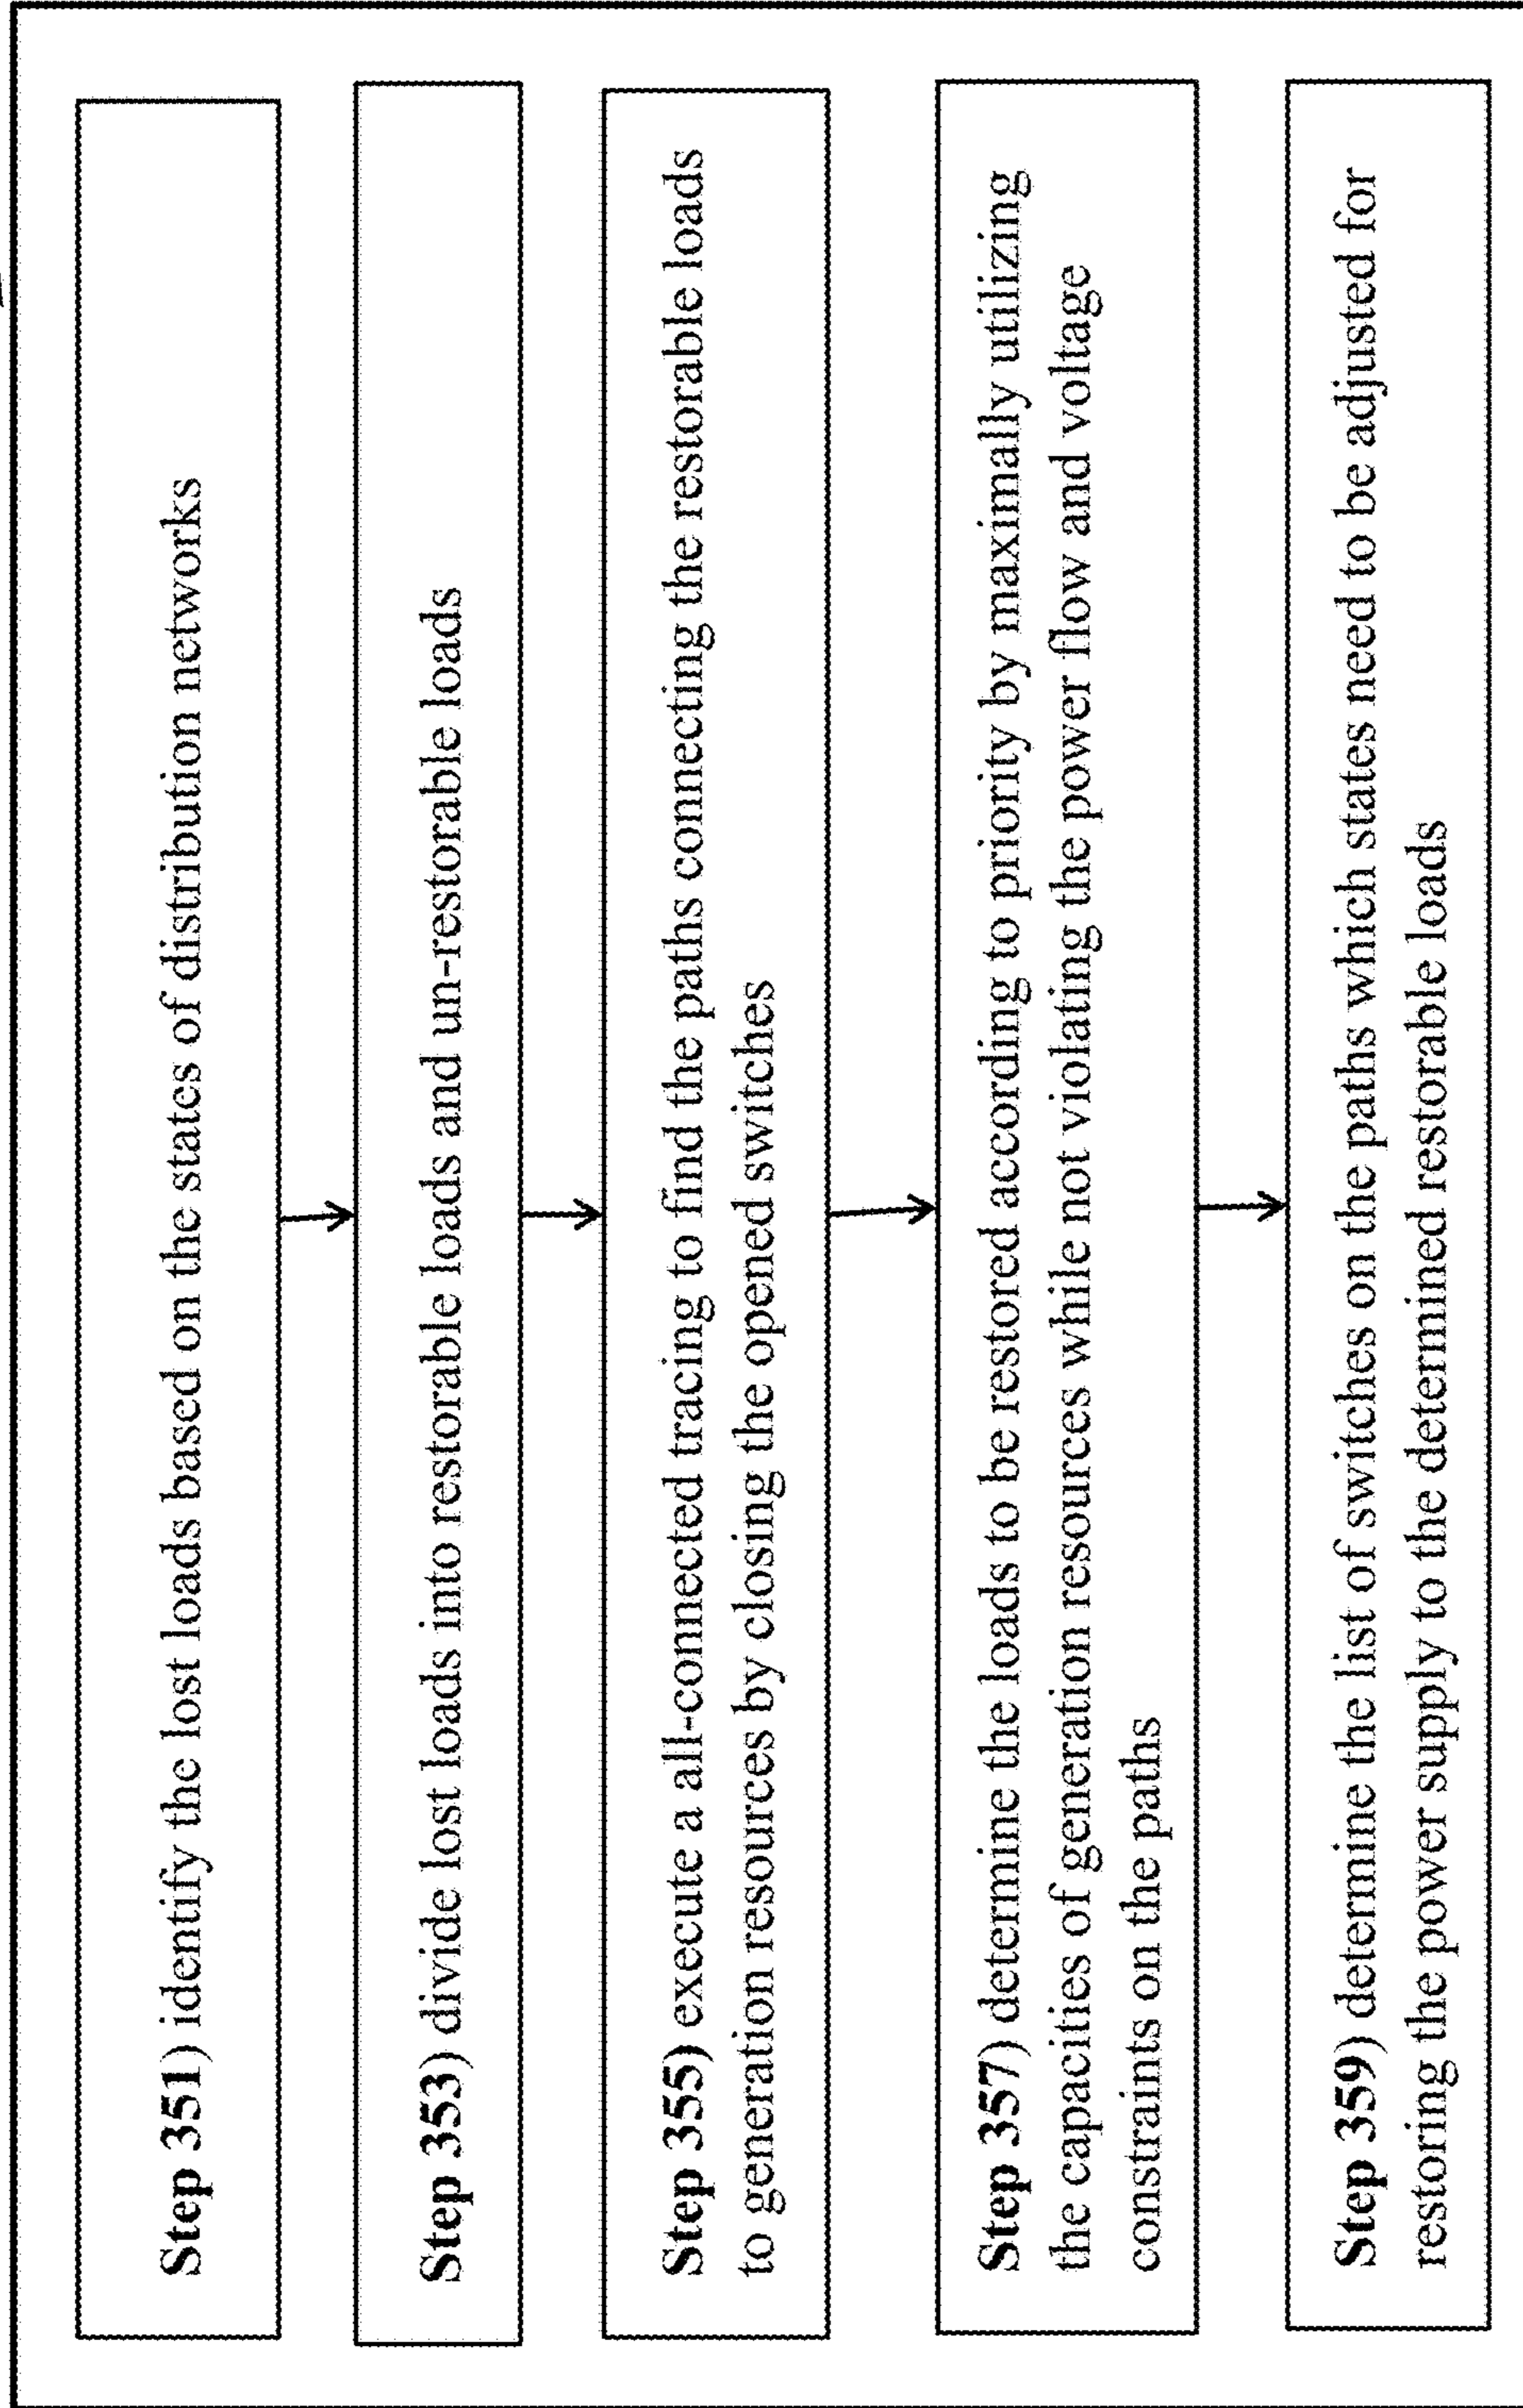 Step 351) identify the lost loads based on the states of distribution networks
Step 353) divide lost loads into restorable loads and un-restorable loads
Step 355) execute a all-connected tracing to find the paths connecting the restorable loads
to generation resources by closing the opened switches
Step 357) determine the loads to be restored according to priority by maximally utilizing
the capacities of generation resources while not violating the power flow and voltage
constraints on the paths
Step 359) determine the list of switches on the paths which states need to be adjusted for
restoring the power supply to the determined restorable loads